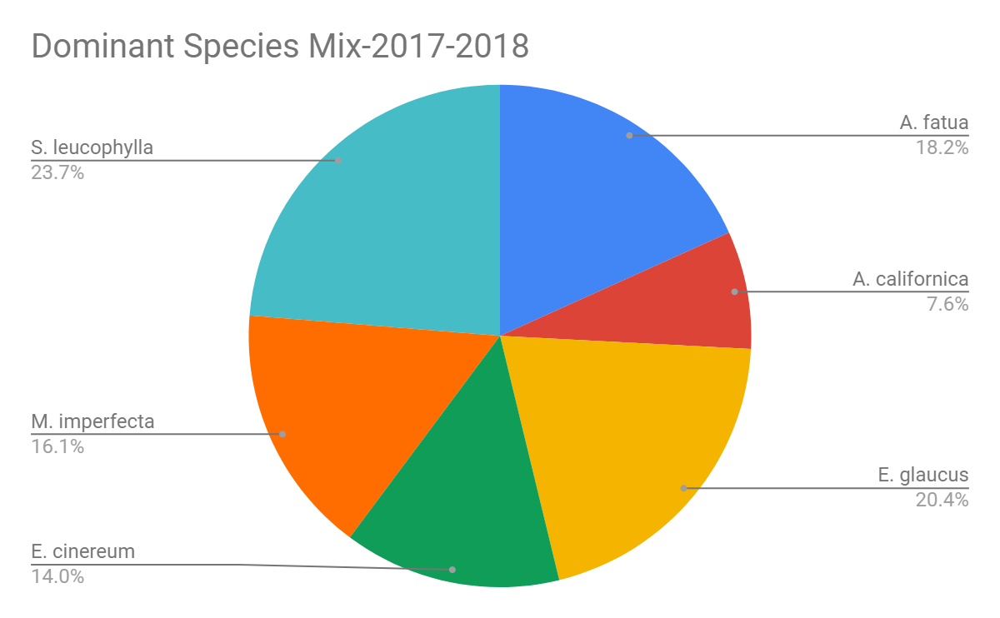 Dominant Species Mix-2017-2018
A. fatua
18.2%
S. leucophylla
23.7%
A. californica
7.6%
M. imperfecta
16.1%
E. glaucus
20.4%
E. cinereum
14.0%